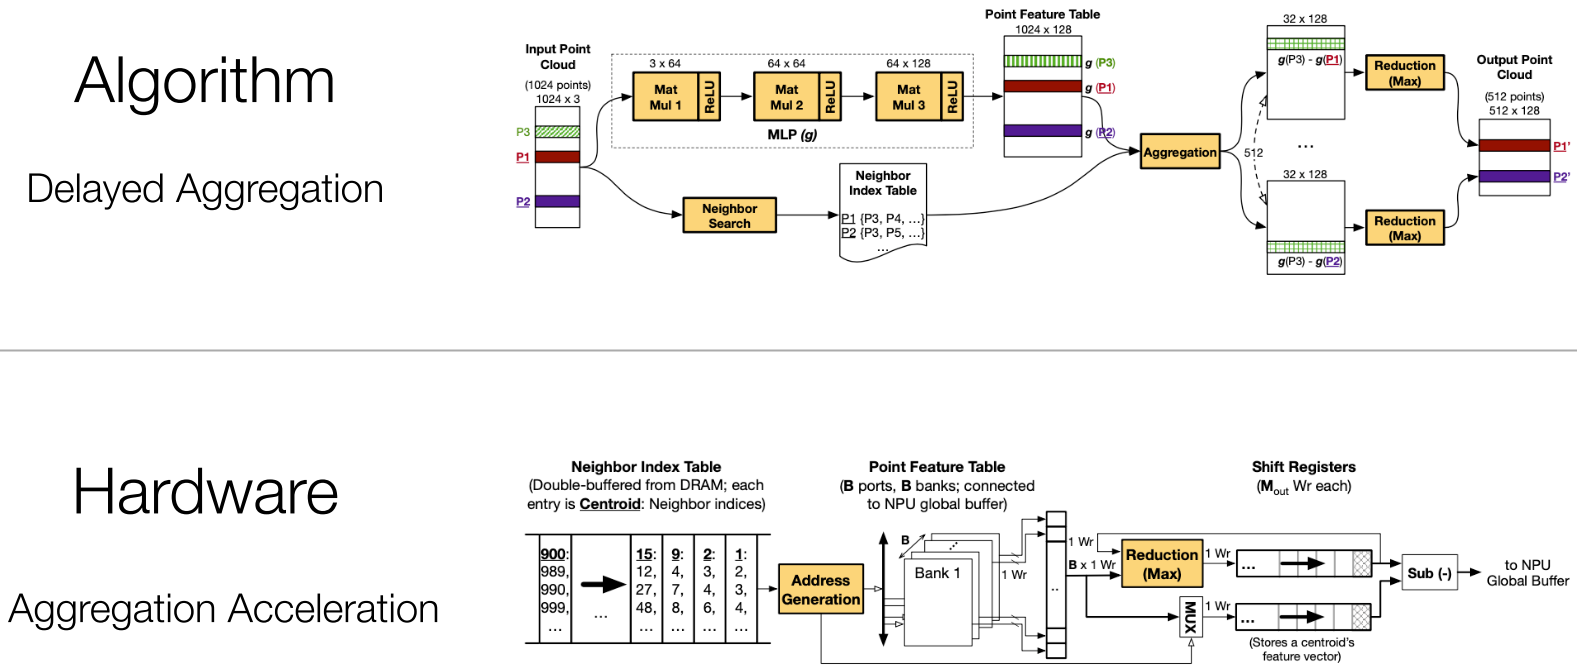 Algorithm
Delayed Aggregation
Input Point
Cloud
(1024 points)
1024 x 3
P3
P1
P2
3 x 64
Mat
Mul 1
ReLU
64 x 64
Mat
Mul 2
ReLU
64 x 128
Mat
Mul 3
ReLU
MLP (g)
Neighbor
Search
Neighbor
Index Table
P1 {P3, P4, ...}
P2 {P3, P5, ...}
...
Point Feature Table
1024 x 128
g (P3)
g (P1)
g (P2)
Aggregation
32 x 128
g(P3) - g(P1)
512
...
32 x 128
g(P3) - g(P2)
Reduction
(Max)
Reduction
(Max)
Output Point
Cloud
(512 points)
512 x 128
P1'
P2'
Hardware
Aggregation Acceleration
Neighbor Index Table
(Double-buffered from DRAM; each
entry is Centroid: Neighbor indices)
900: 15: 9: 2: 1:
989, 12, 4, 3, 2,
990, 27, 7, 4, 3,
999, ... 48, 8, 6, 4,
... ... ... ... ...
Address
Generation
Point Feature Table
(B ports, B banks; connected
to NPU global buffer)
B
Bank 1
1 Wr
..
B x 1 Wr
1 Wr
Reduction
(Max)
1 Wr
MUX
1 Wr
Shift Registers
(Mout Wr each)
...
...
(Stores a centroid's
feature vector)
Sub (-)
to NPU
Global Buffer